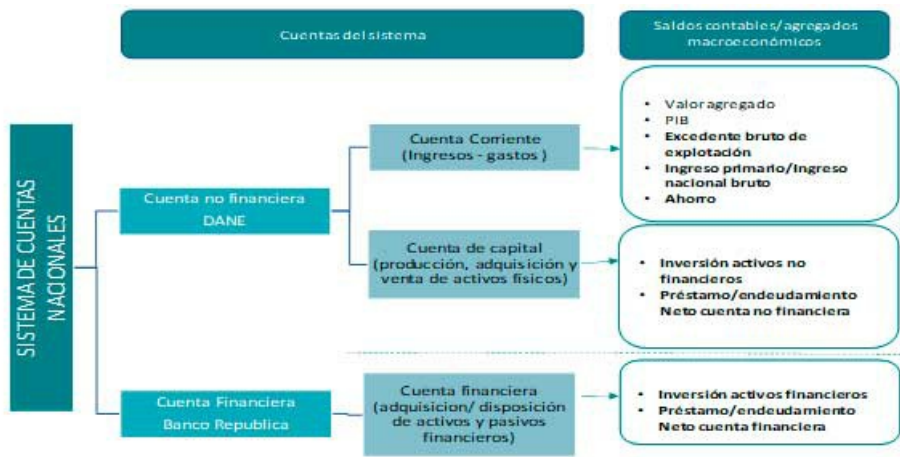 Cuentas del sistema
Saldos contables/agregados
macroeconómicos
SISTEMA DE CUENTAS
NACIONALES
Cuenta no financiera
DANE
Cuenta Corriente
(Ingresos - gastos )
• Valor agregado
• PIB
• Excedente bruto de
explotación
• Ingreso primario/Ingreso
nacional bruto
• Ahorro
Cuenta de capital
(producción, adquisición y
venta de activos físicos)
• Inversión activos no
financieros
• Préstamo/endeudamiento
Neto cuenta no financiera
Cuenta Financiera
Banco Republica
Cuenta financiera
(adquisicion/ disposición
de activos y pasivos
financieros)
• Inversión activos financieros
• Préstamo/endeudamiento
Neto cuenta financiera